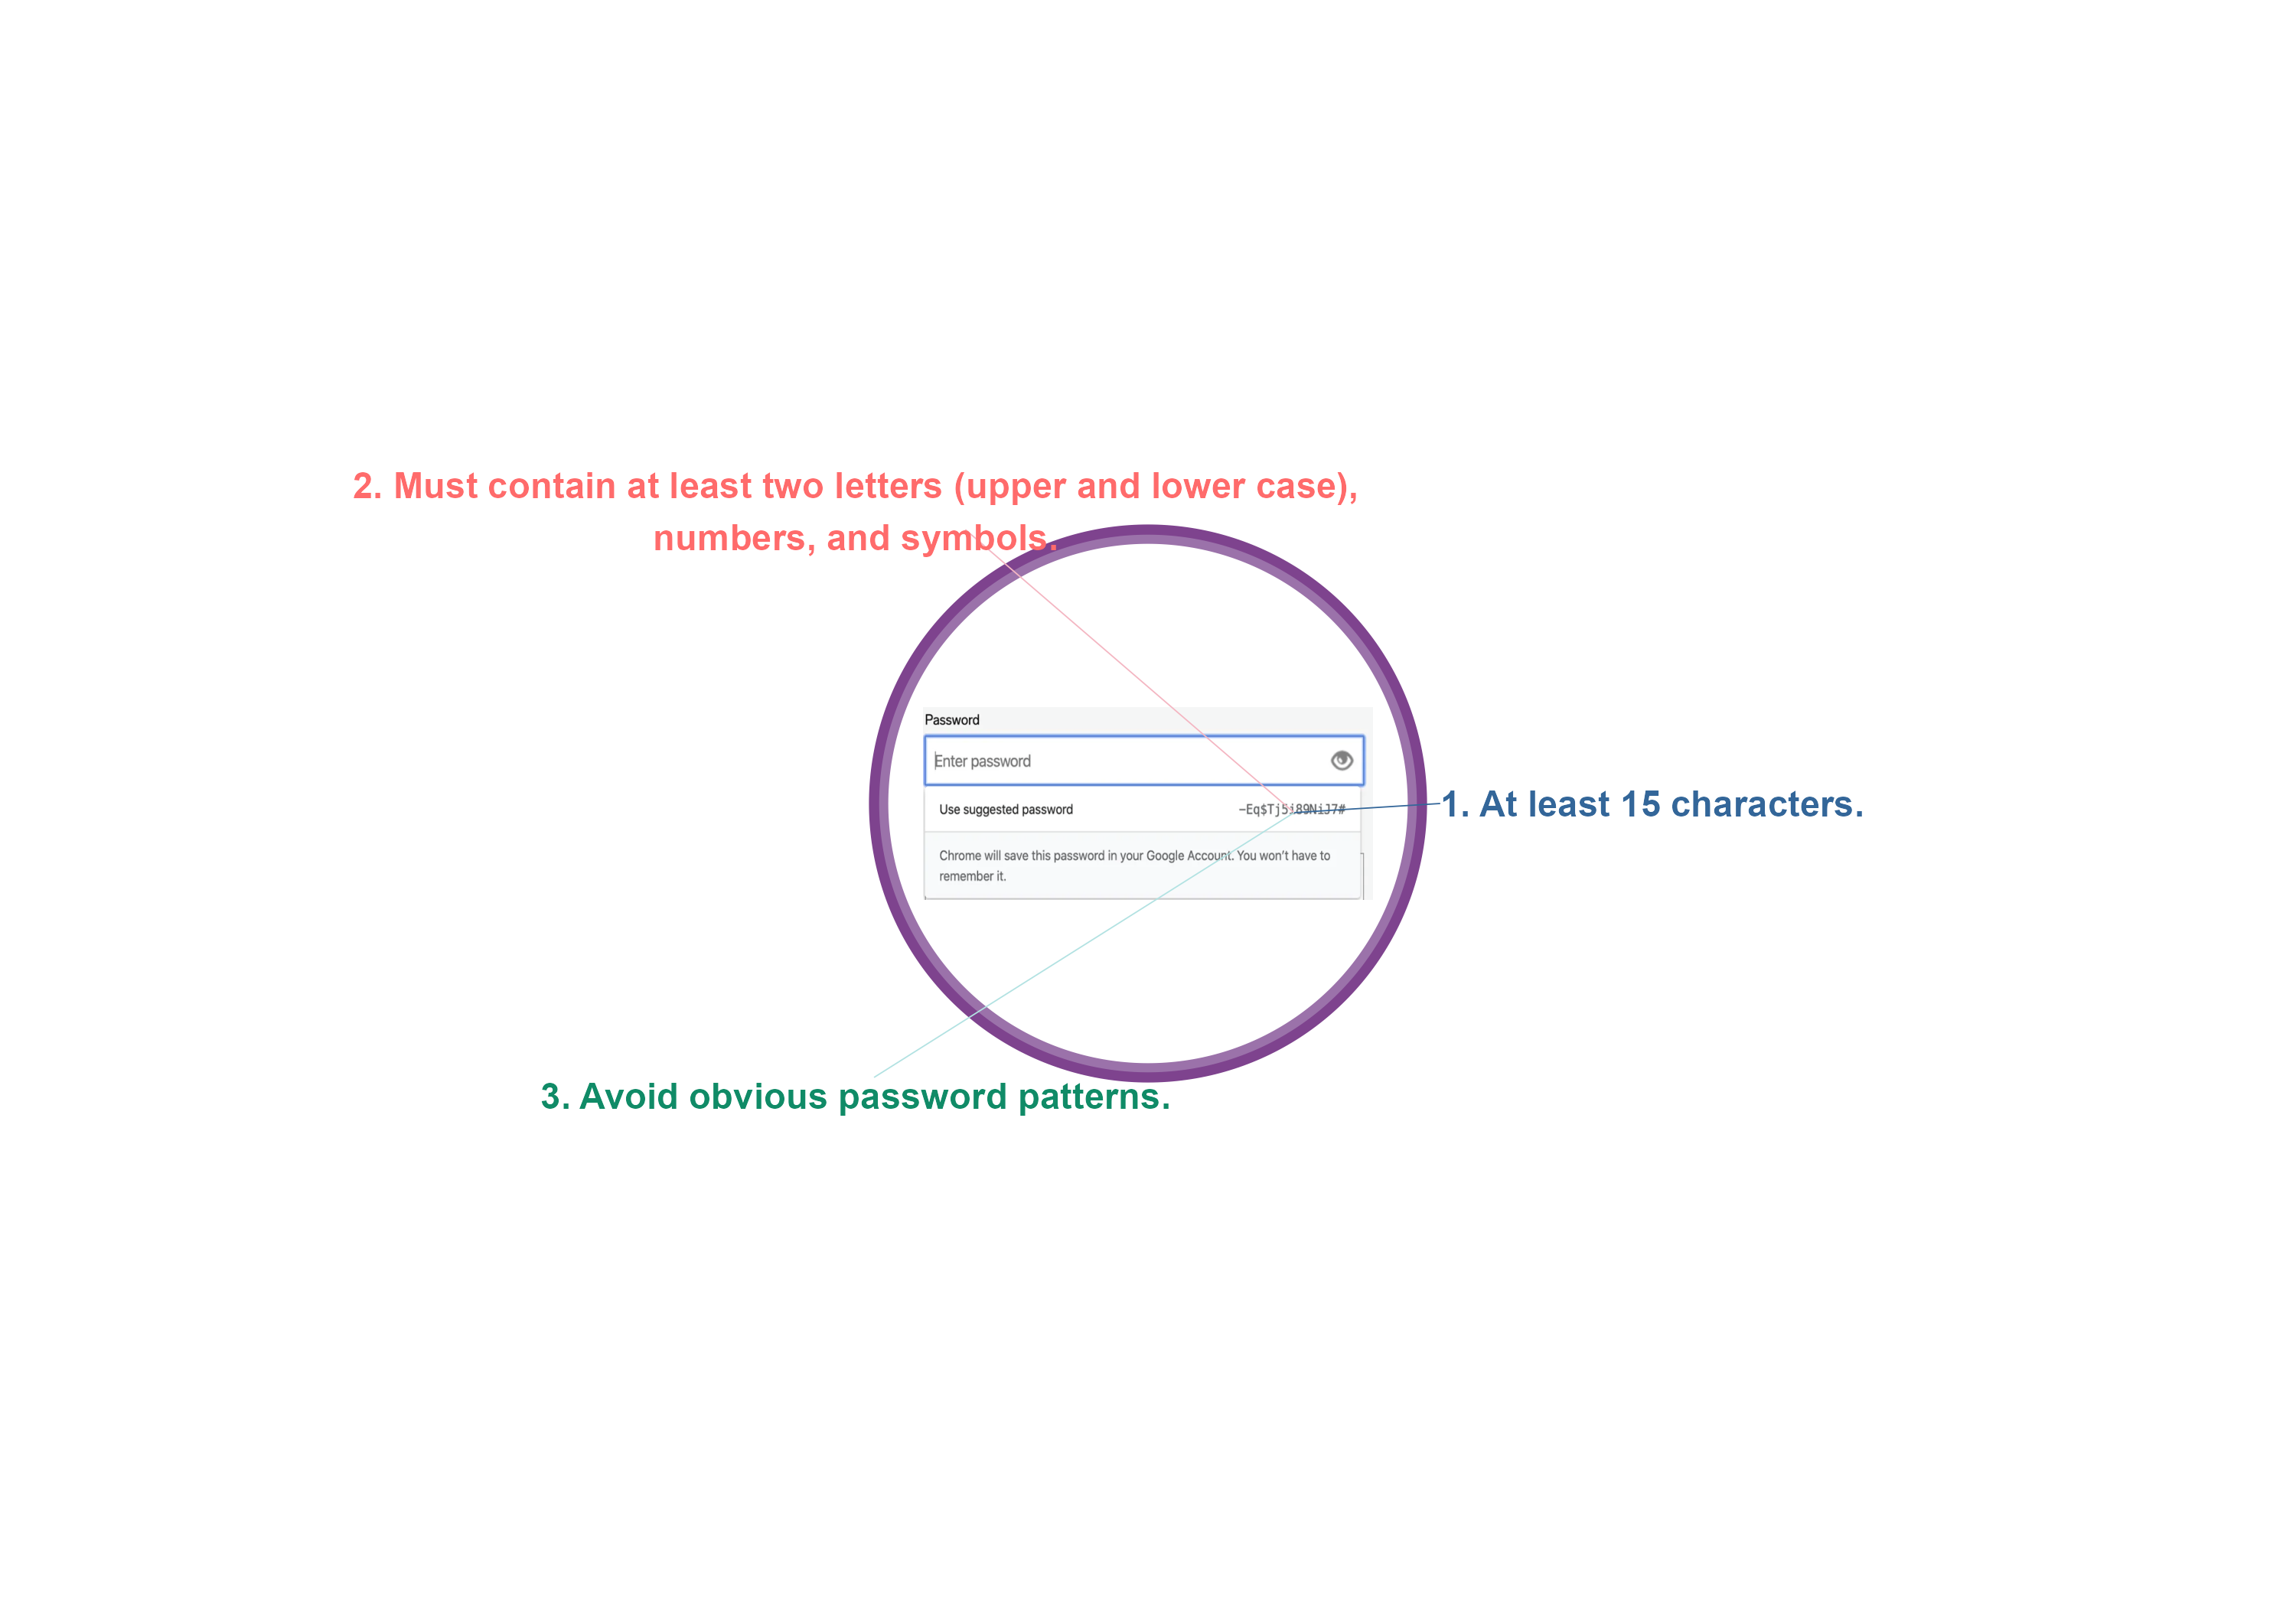 2. Must contain at least two letters (upper and lower case),
numbers, and symbols.
Password
Enter password
Use suggested password –Eq$Tj5i89NiJ7#
1. At least 15 characters.
Chrome will save this password in your Google Account. You won't have to
remember it.
3. Avoid obvious password patterns.